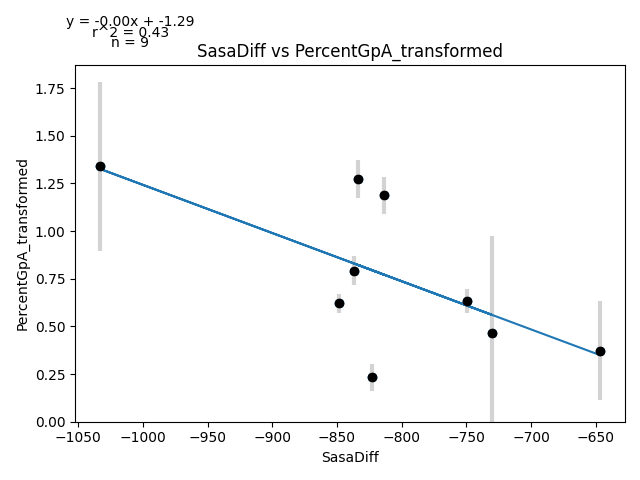 y = -0.00x + -1.29
r^2 = 0.43
n = 9
SasaDiff vs PercentGpA_transformed
PercentGpA_transformed
1.75
1.50
1.25
1.00
0.75
0.50
0.25
0.00
−1050 −1000 −950 −900 −850 −800 −750 −700 −650
SasaDiff